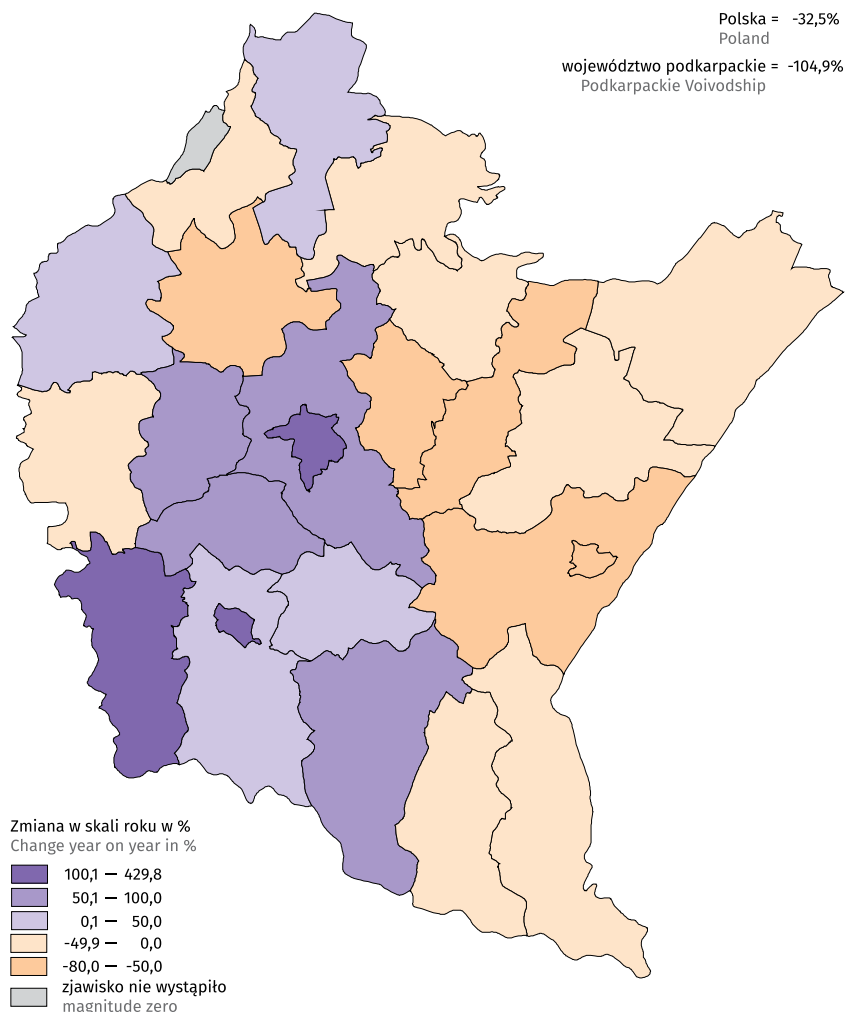 Polska = -32,5%
Poland
województwo podkarpackie = -104,9%
Podkarpackie Voivodship
Zmiana w skali roku w %
Change year on year in %
100,1 — 429,8
50,1 — 100,0
0,1 — 50,0
-49,9 — 0,0
-80,0 — -50,0
zjawisko nie wystąpiło
magnitude zero